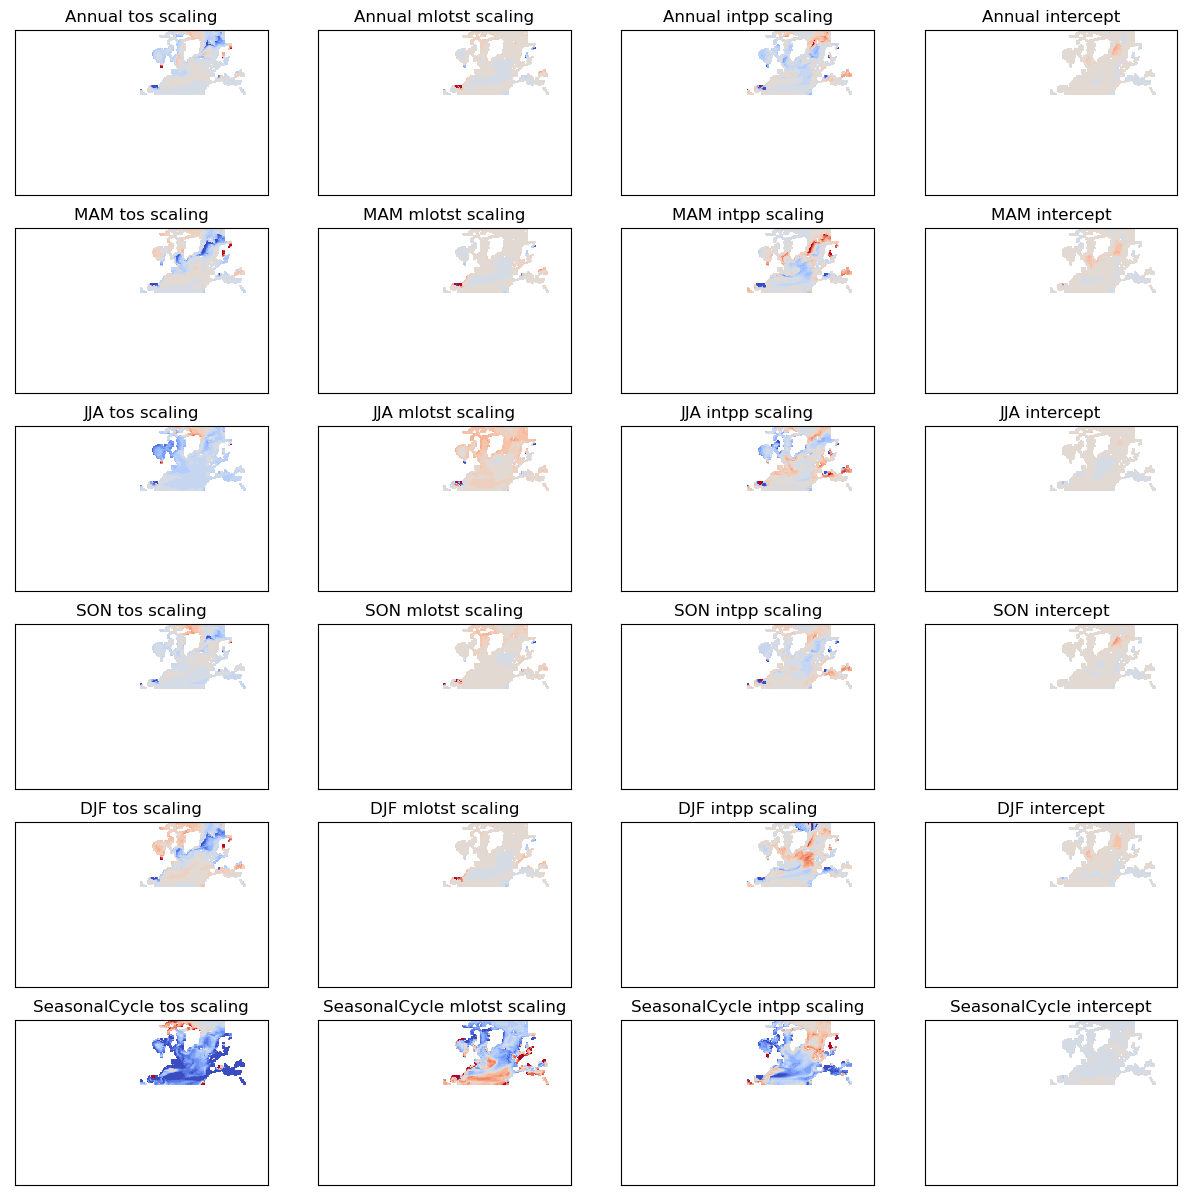 Annual tos scaling
Annual mlotst scaling
Annual intpp scaling
Annual intercept
MAM tos scaling
MAM mlotst scaling
MAM intpp scaling
MAM intercept
JJA tos scaling
JJA mlotst scaling
JJA intpp scaling
JJA intercept
SON tos scaling
SON mlotst scaling
SON intpp scaling
SON intercept
DJF tos scaling
DJF mlotst scaling
DJF intpp scaling
DJF intercept
SeasonalCycle tos scaling
SeasonalCycle mlotst scaling
SeasonalCycle intpp scaling
SeasonalCycle intercept